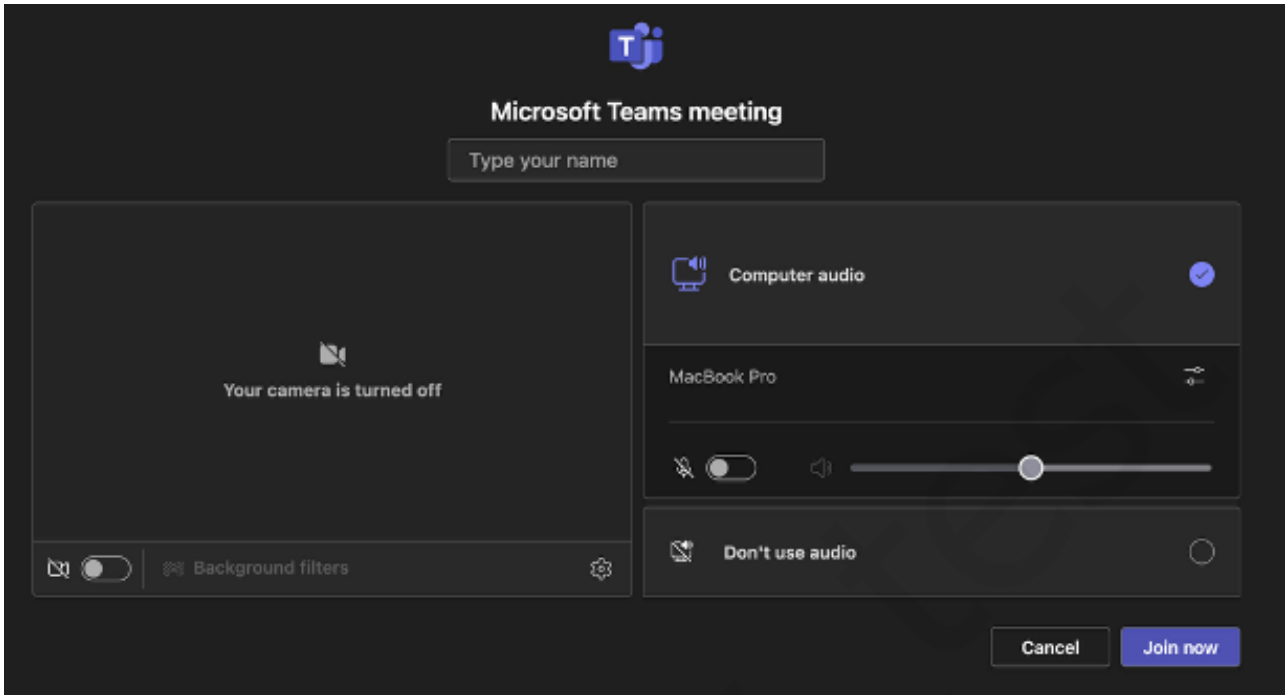 Microsoft Teams meeting
Type your name
Your camera is turned off
Background filters
Computer audio
MacBook Pro
Don't use audio
Cancel
Join now